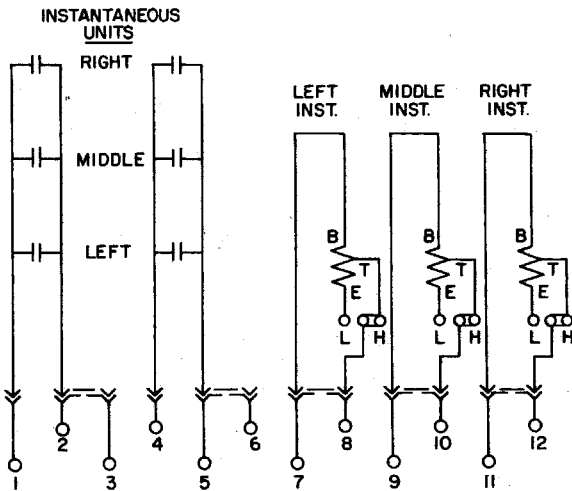 INSTANTANEOUS
UNITS
RIGHT
MIDDLE
LEFT
LEFT
INST.
MIDDLE
INST.
RIGHT
INST.
B
T
E
L
H
B
T
E
L
H
B
T
E
L
H
1
2
3
4
5
6
7
8
9
10
11
12